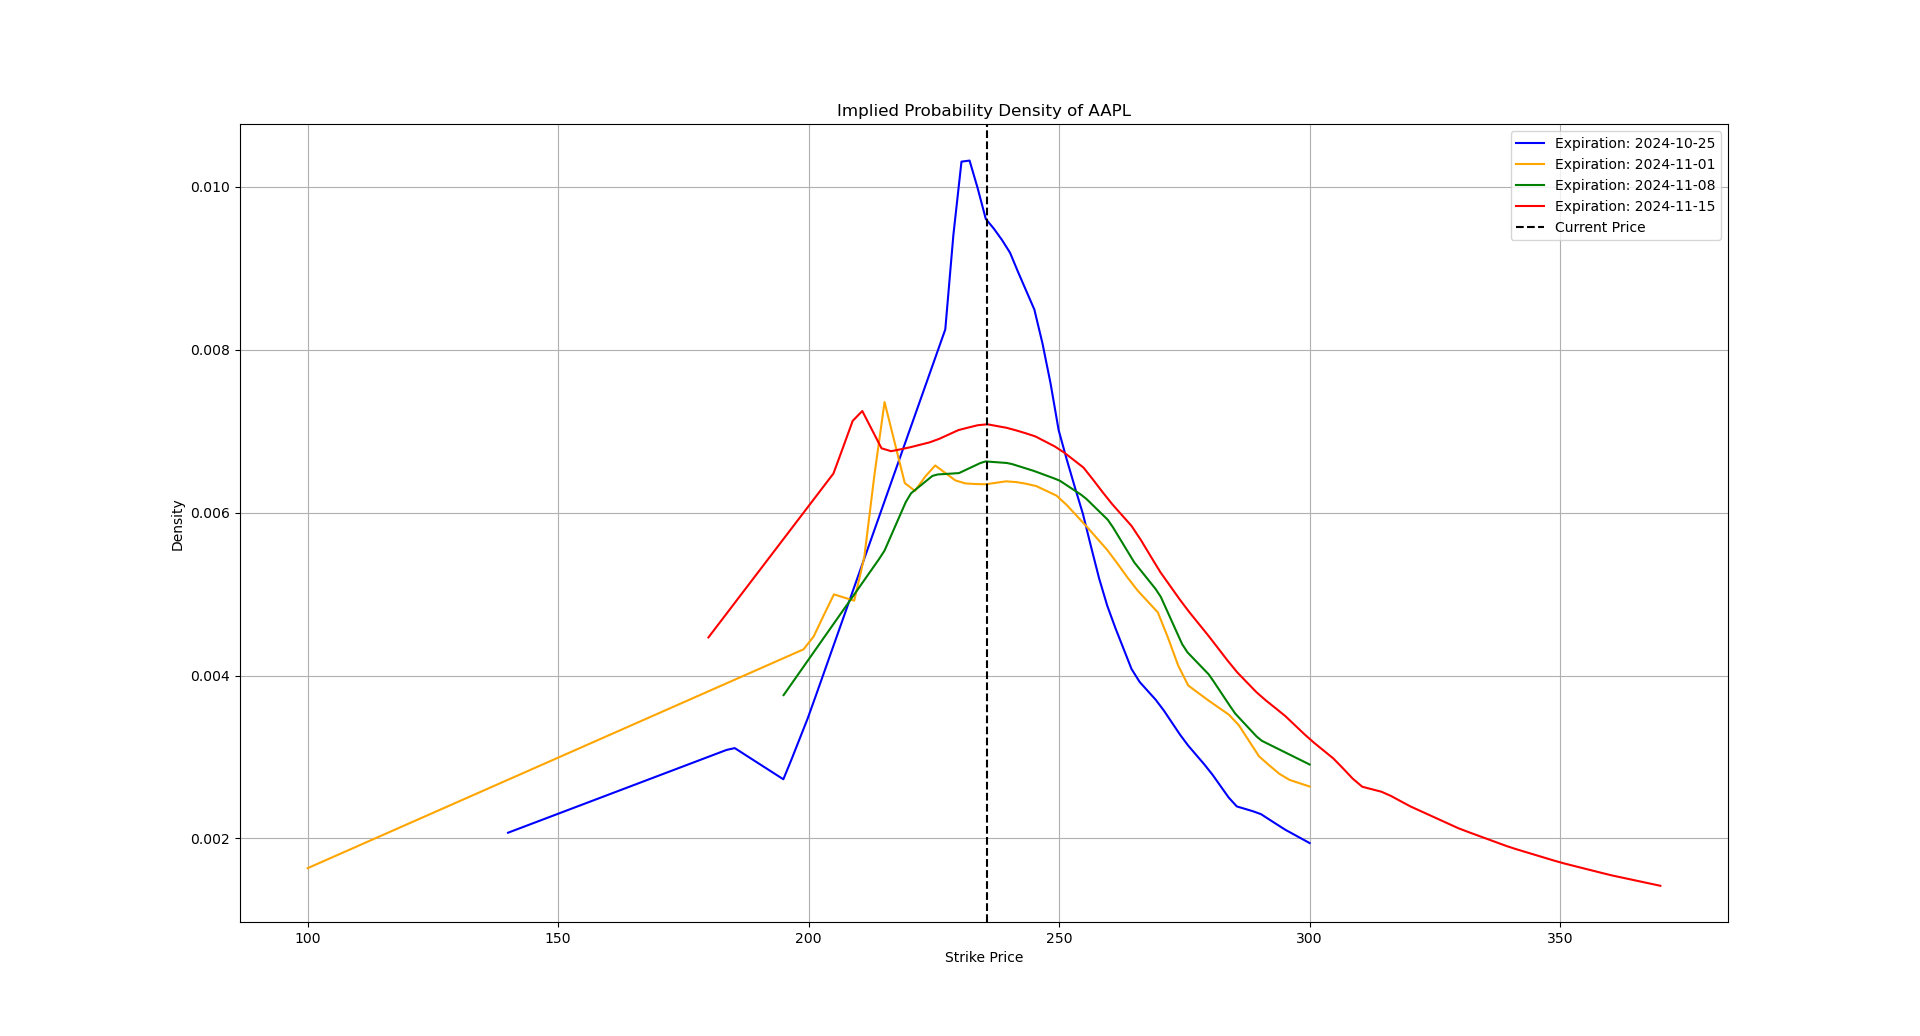 Implied Probability Density of AAPL
Expiration: 2024-10-25
Expiration: 2024-11-01
Expiration: 2024-11-08
Expiration: 2024-11-15
Current Price
0.010
0.008
0.006
0.004
0.002
Density
100 150 200 250 300 350
Strike Price